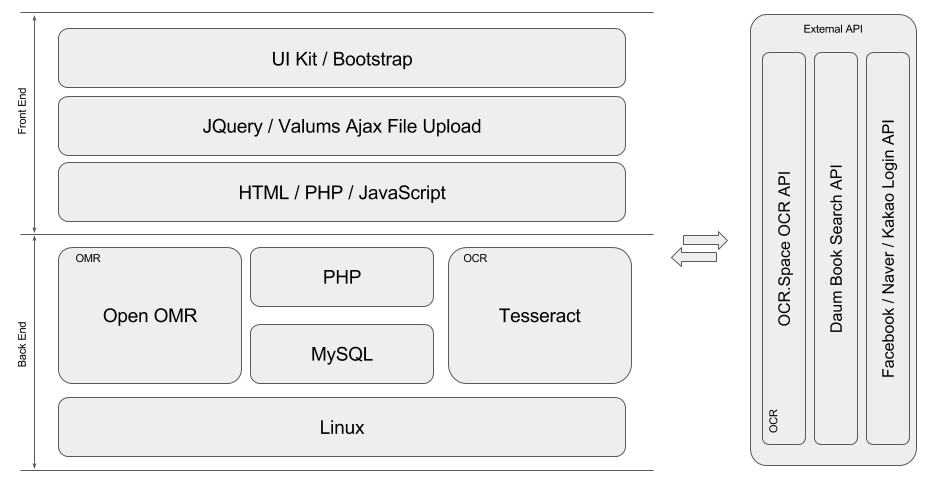 Front End
UI Kit / Bootstrap
JQuery / Valums Ajax File Upload
HTML / PHP / JavaScript
Back End
OMR
Open OMR
PHP
MySQL
OCR
Tesseract
Linux
External API
OCR.Space OCR API
OCR
Daum Book Search API
Facebook / Naver / Kakao Login API